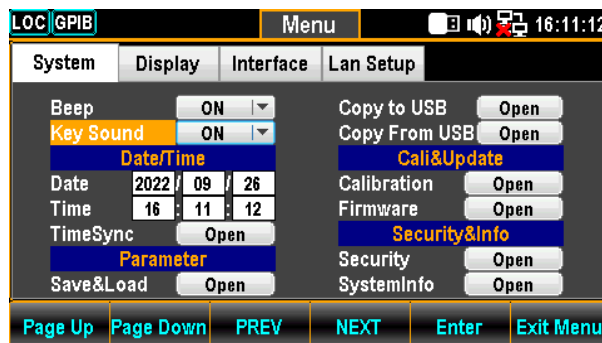 LOC GPIB Menu 16:11:12
System Display Interface Lan Setup
Beep ON
Key Sound ON
Date/Time
Date 2022 / 09 / 26
Time 16 : 11 : 12
TimeSync Open
Parameter
Save&Load Open
Copy to USB Open
Copy From USB Open
Cali&Update
Calibration Open
Firmware Open
Security&Info
Security Open
SystemInfo Open
Page Up Page Down PREV NEXT Enter Exit Menu